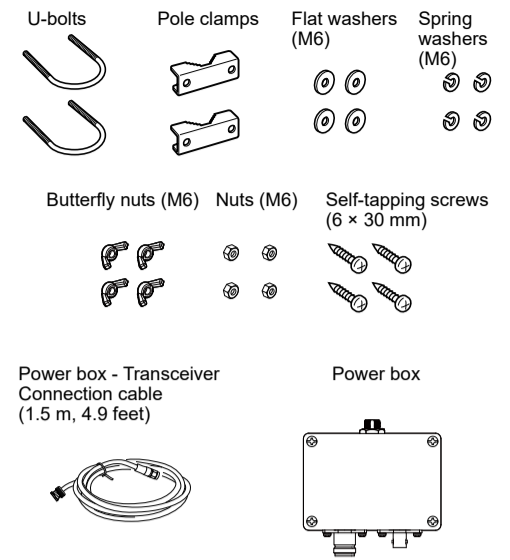 U-bolts
Pole clamps
Flat washers
(M6)
Spring
washers
(M6)
Butterfly nuts (M6)
Nuts (M6)
Self-tapping screws
(6 × 30 mm)
Power box - Transceiver
Connection cable
(1.5 m, 4.9 feet)
Power box